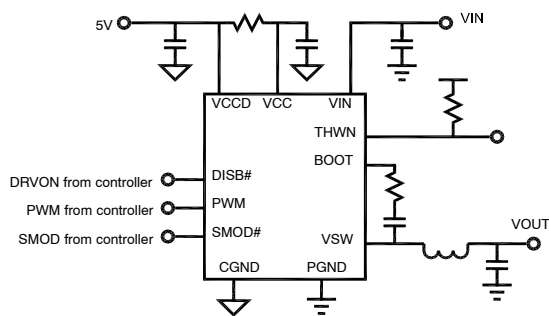 5V
VIN
VCCD VCC VIN
THWN
BOOT
DRVON from controller DISB#
PWM from controller PWM
SMOD from controller SMOD#
VSW
VOUT
CGND PGND